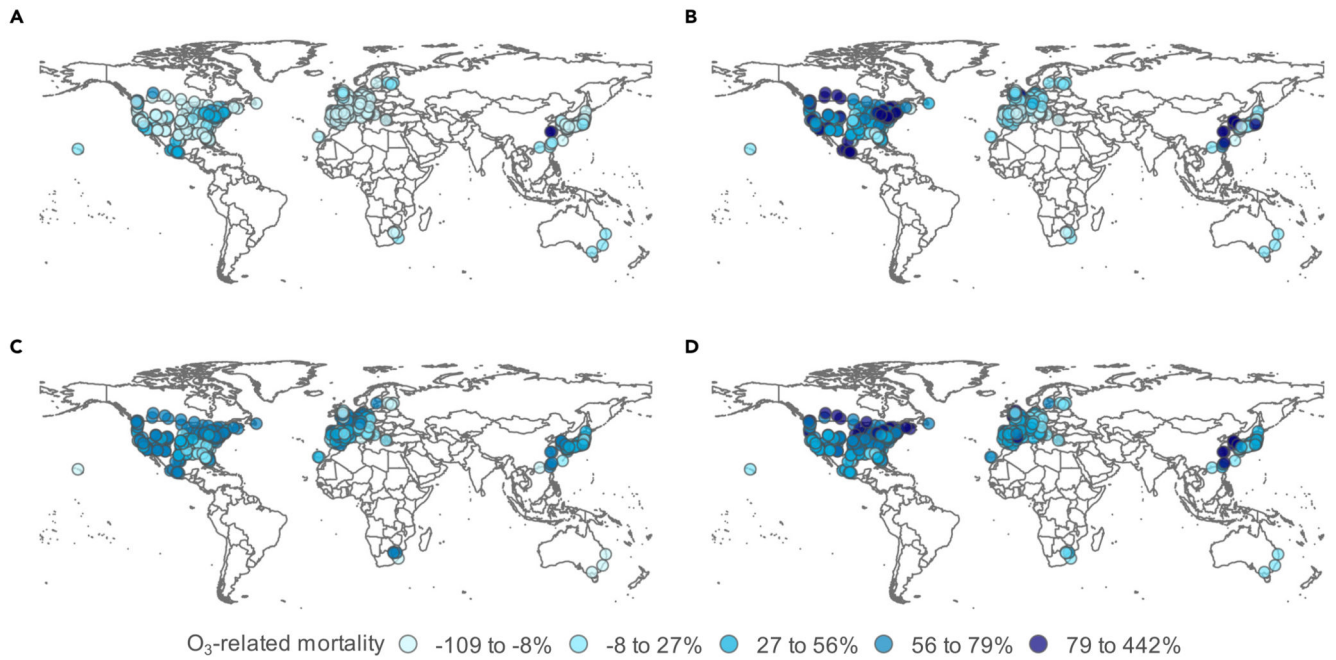 A
B
C
D
O₃-related mortality -109 to -8% -8 to 27% 27 to 56% 56 to 79% 79 to 442%